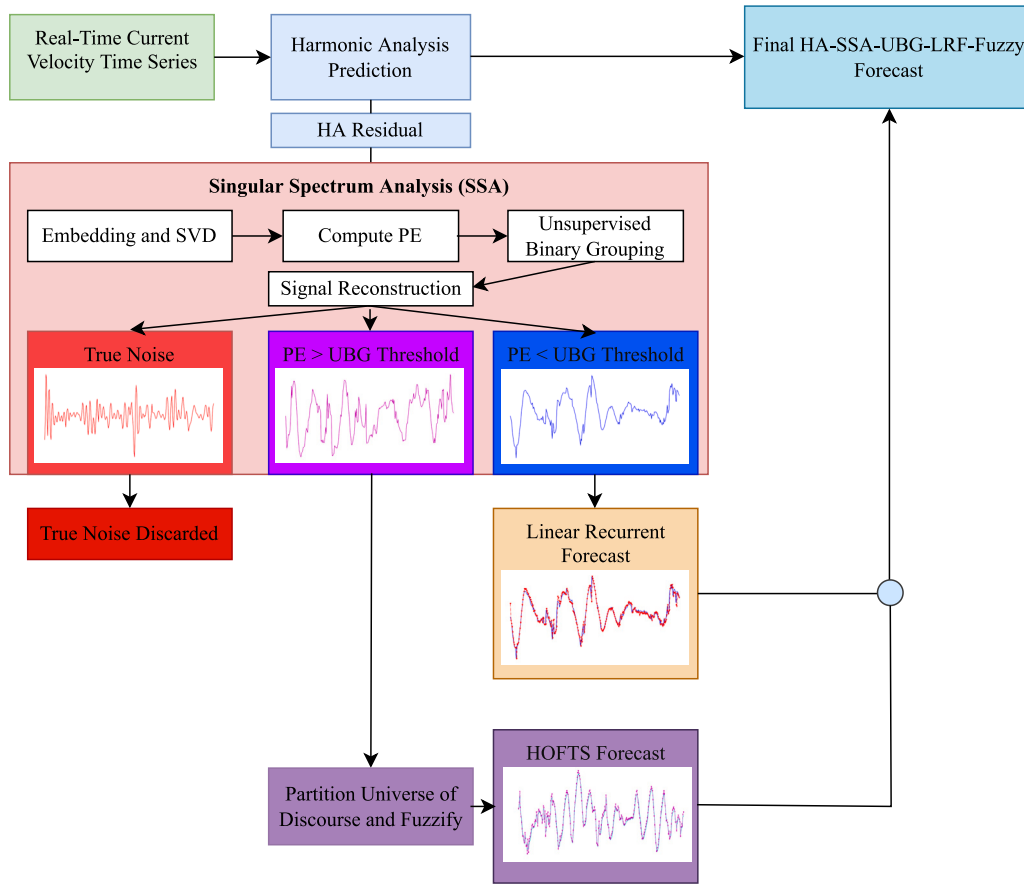 Real-Time Current
Velocity Time Series
Harmonic Analysis
Prediction
Final HA-SSA-UBG-LRF-Fuzzy
Forecast
HA Residual
Singular Spectrum Analysis (SSA)
Embedding and SVD
Compute PE
Unsupervised
Binary Grouping
Signal Reconstruction
True Noise
PE > UBG Threshold
PE < UBG Threshold
True Noise Discarded
Linear Recurrent
Forecast
HOFTS Forecast
Partition Universe of
Discourse and Fuzzify